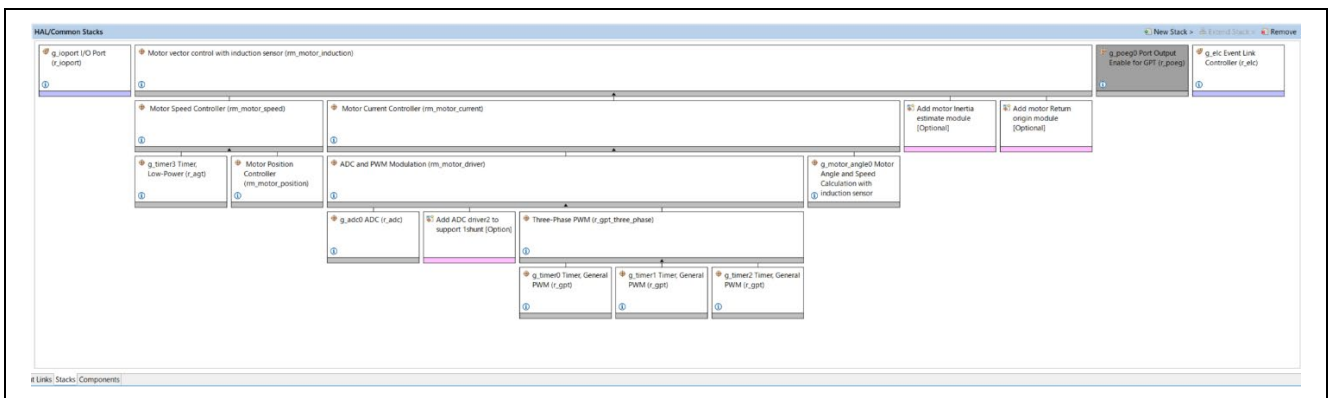 HAL/Common Stacks
New Stack >
Extend Stack >
Remove
g_ioport I/O Port
(r_ioport)
Motor vector control with induction sensor (rm_motor_induction)
g_poeg0 Port Output
Enable for GPT (r_poeg)
g_elc Event Link
Controller (r_elc)
Motor Speed Controller (rm_motor_speed)
Motor Current Controller (rm_motor_current)
Add motor Inertia
estimate module
[Optional]
Add motor Return
origin module
[Optional]
g_timer3 Timer,
Low-Power (r_agt)
Motor Position
Controller
(rm_motor_position)
ADC and PWM Modulation (rm_motor_driver)
g_motor_angle0 Motor
Angle and Speed
Calculation with
induction sensor
g_adc0 ADC (r_adc)
Add ADC driver2 to
support 1shunt [Option]
Three-Phase PWM (r_gpt_three_phase)
g_timer0 Timer, General
PWM (r_gpt)
g_timer1 Timer, General
PWM (r_gpt)
g_timer2 Timer, General
PWM (r_gpt)
t Links Stacks Components